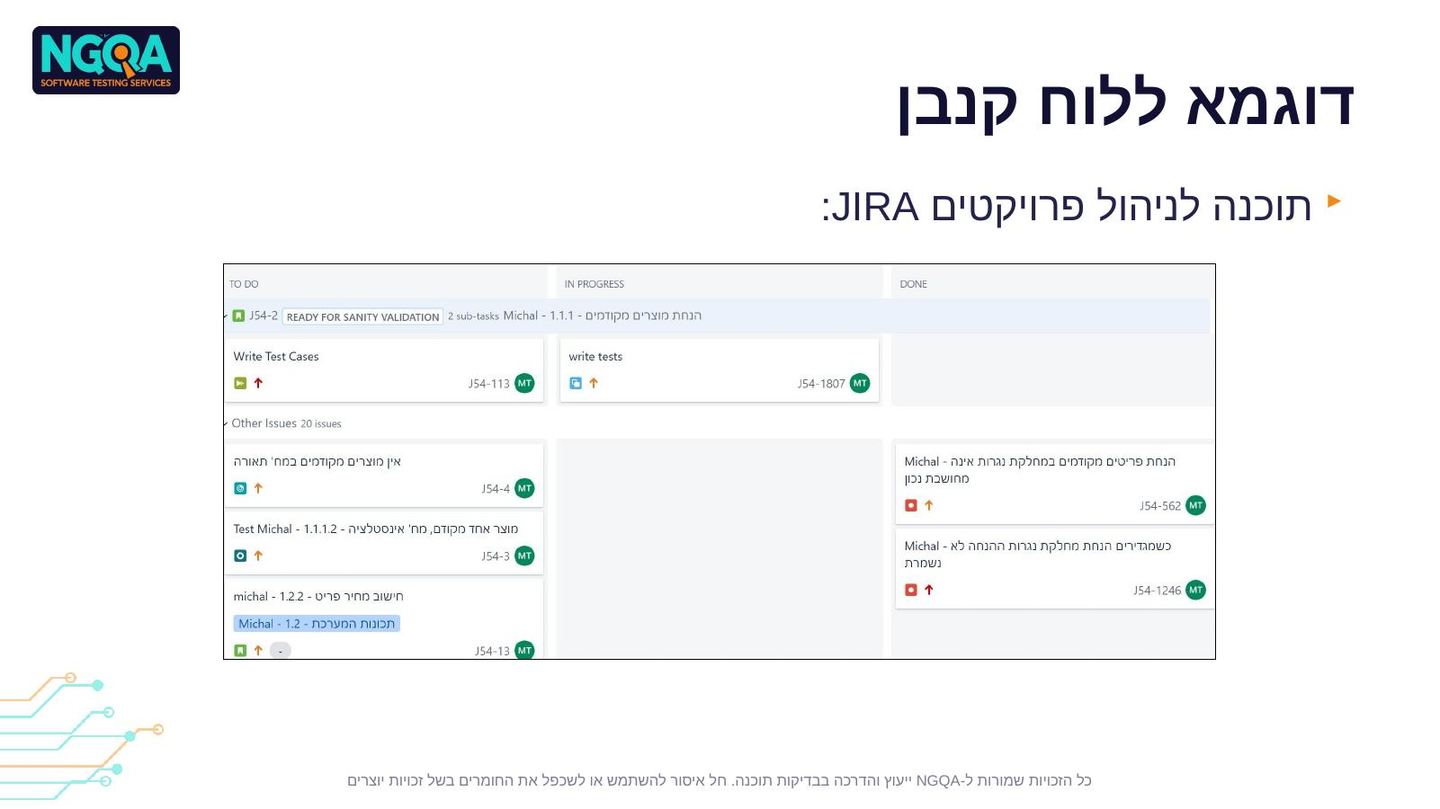 NGQA
SOFTWARE TESTING SERVICES
דוגמא ללוח קנבן
תוכנה לניהול פרויקטים JIRA:
TO DO
IN PROGRESS
DONE
J54-2 READY FOR SANITY VALIDATION 2 sub-tasks Michal - 1.1.1 - הנחת מוצרים מקודמים
Write Test Cases
J54-113 MT
write tests
J54-1807 MT
Other Issues 20 issues
אין מוצרים מקודמים במח' תאורה
J54-4 MT
Test Michal - 1.1.1.2 - מוצר אחד מקודם, מח' אינסטלציה
J54-3 MT
michal - 1.2.2 - חישוב מחיר פריט
Michal - 1.2 - תכונות המערכת
- J54-13 MT
Michal - הנחת פריטים מקודמים במחלקת נגרות אינה
מחושבת נכון
J54-562 MT
Michal - כשמגדירים הנחת מחלקת נגרות ההנחה לא
נשמרת
J54-1246 MT
כל הזכויות שמורות ל-NGQA ייעוץ והדרכה בבדיקות תוכנה. חל איסור להשתמש או לשכפל את החומרים בשל זכויות יוצרים